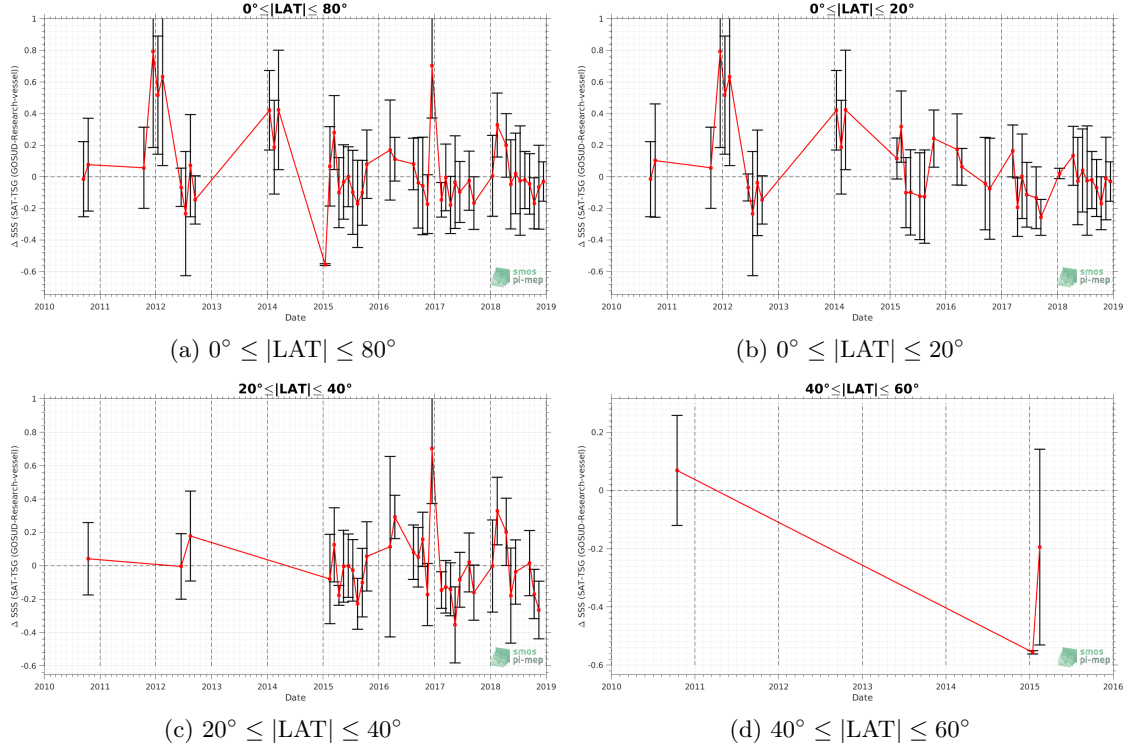 0°≤|LAT|≤ 80°
Δ SSS (SAT-TSG (GOSUD-Research-vessel))
1
0.8
0.6
0.4
0.2
0
-0.2
-0.4
-0.6
2010 2011 2012 2013 2014 2015 2016 2017 2018 2019
Date
smos
pi-mep
(a) 0° ≤ |LAT| ≤ 80°
0°≤|LAT|≤ 20°
Δ SSS (SAT-TSG (GOSUD-Research-vessel))
1
0.8
0.6
0.4
0.2
0
-0.2
-0.4
-0.6
2010 2011 2012 2013 2014 2015 2016 2017 2018 2019
Date
smos
pi-mep
(b) 0° ≤ |LAT| ≤ 20°
20°≤|LAT|≤ 40°
Δ SSS (SAT-TSG (GOSUD-Research-vessel))
1
0.8
0.6
0.4
0.2
0
-0.2
-0.4
-0.6
2010 2011 2012 2013 2014 2015 2016 2017 2018 2019
Date
smos
pi-mep
(c) 20° ≤ |LAT| ≤ 40°
40°≤|LAT|≤ 60°
Δ SSS (SAT-TSG (GOSUD-Research-vessel))
0.2
0
-0.2
-0.4
-0.6
2010 2011 2012 2013 2014 2015 2016
Date
smos
pi-mep
(d) 40° ≤ |LAT| ≤ 60°